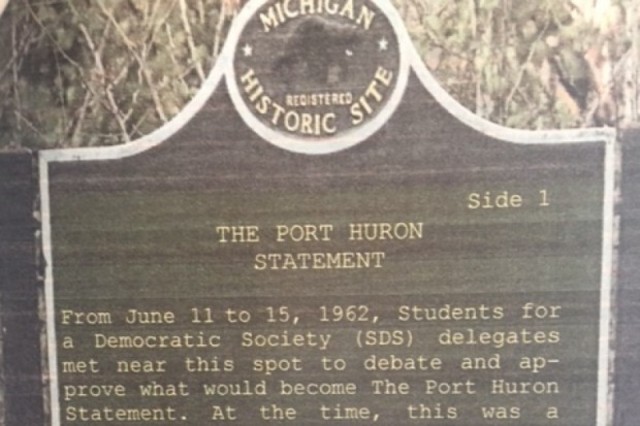 MICHIGAN
REGISTERED
HISTORIC SITE
Side 1
THE PORT HURON
STATEMENT
From June 11 to 15, 1962, Students for
a Democratic Society (SDS) delegates
met near this spot to debate and ap-
prove what would become The Port Huron
Statement. At the time, this was a